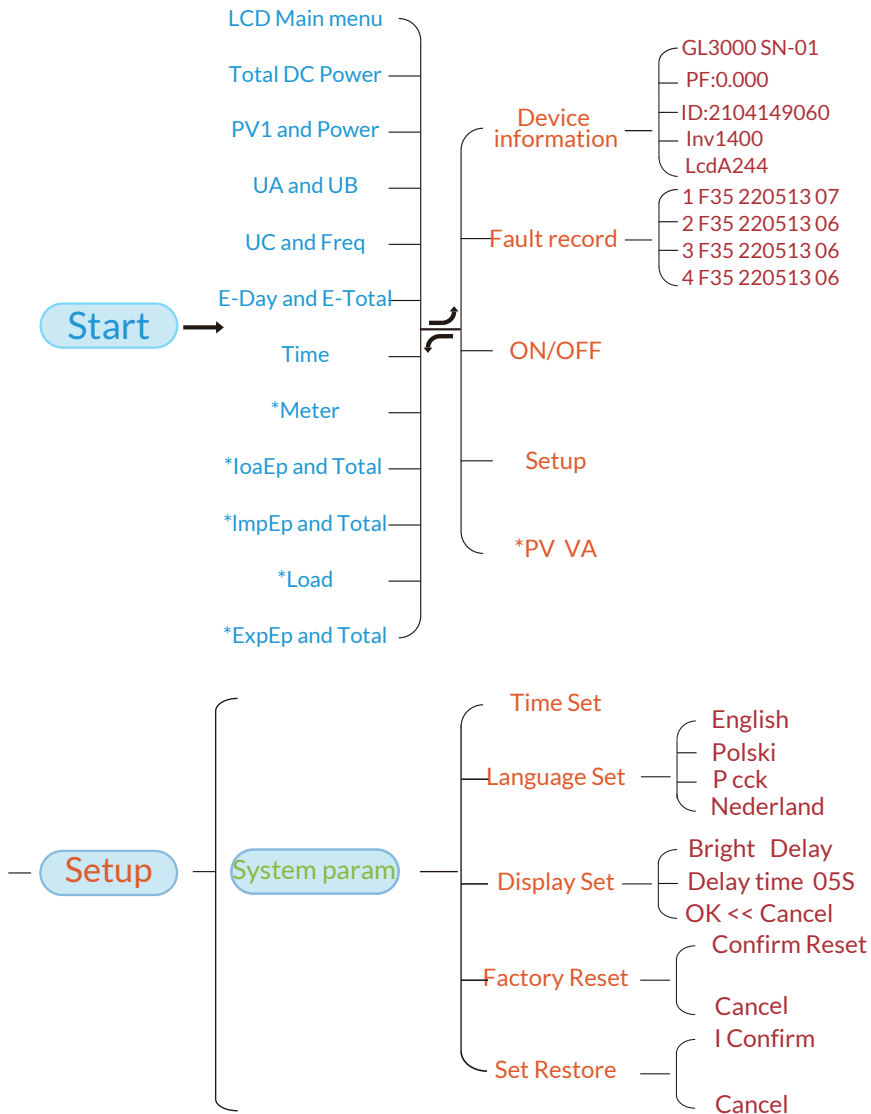 LCD Main menu
Total DC Power
PV1 and Power
UA and UB
UC and Freq
E-Day and E-Total
Start
Time
*Meter
*IoaEp and Total
*ImpEp and Total
*Load
*ExpEp and Total
Device
information
GL3000 SN-01
PF:0.000
ID:2104149060
Inv1400
LcdA244
Fault record
1 F35 220513 07
2 F35 220513 06
3 F35 220513 06
4 F35 220513 06
ON/OFF
Setup
*PV VA
Setup
System param
Time Set
Language Set
English
Polski
P cck
Nederland
Display Set
Bright Delay
Delay time 05S
OK << Cancel
Factory Reset
Confirm Reset
Cancel
Set Restore
I Confirm
Cancel